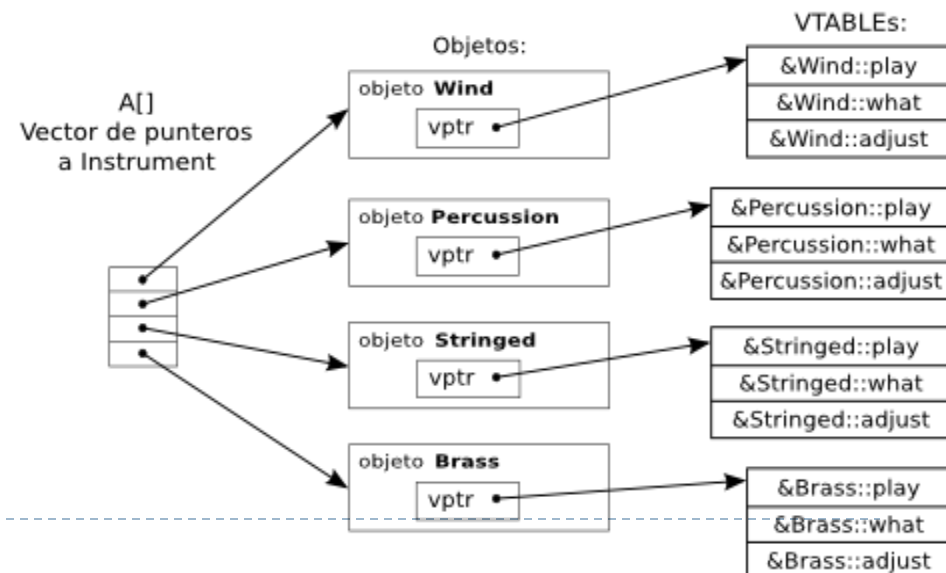 A[]
Vector de punteros
a Instrument
Objetos:
objeto Wind
vptr
objeto Percussion
vptr
objeto Stringed
vptr
objeto Brass
vptr
VTABLEs:
&Wind::play
&Wind::what
&Wind::adjust
&Percussion::play
&Percussion::what
&Percussion::adjust
&Stringed::play
&Stringed::what
&Stringed::adjust
&Brass::play
&Brass::what
&Brass::adjust